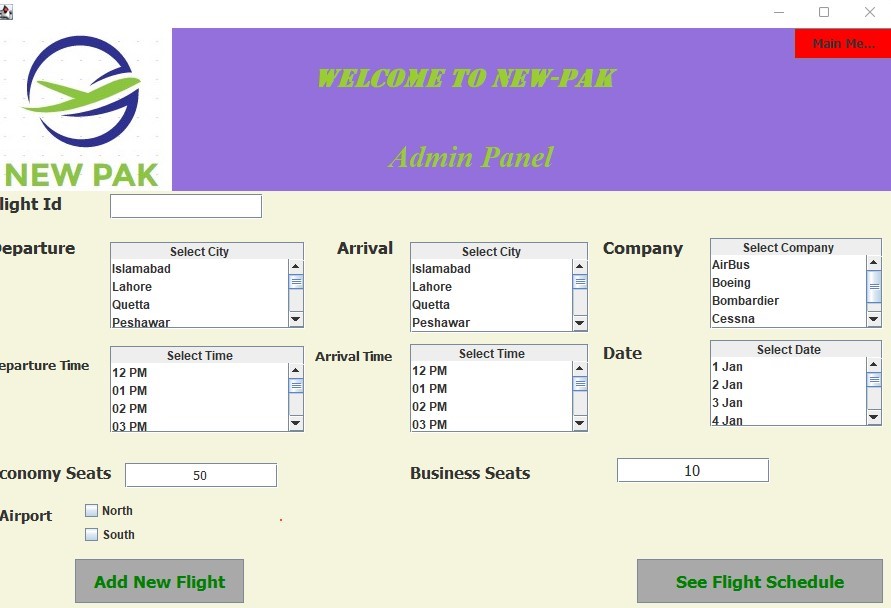 Main Me...
WELCOME TO NEW-PAK
Admin Panel
NEW PAK
light Id
Departure
Select City
Islamabad
Lahore
Quetta
Peshawar
Arrival
Select City
Islamabad
Lahore
Quetta
Peshawar
Company
Select Company
AirBus
Boeing
Bombardier
Cessna
eparture Time
Select Time
12 PM
01 PM
02 PM
03 PM
Arrival Time
Select Time
12 PM
01 PM
02 PM
03 PM
Date
Select Date
1 Jan
2 Jan
3 Jan
4 Jan
conomy Seats
50
Business Seats
10
Airport
North
South
Add New Flight
See Flight Schedule